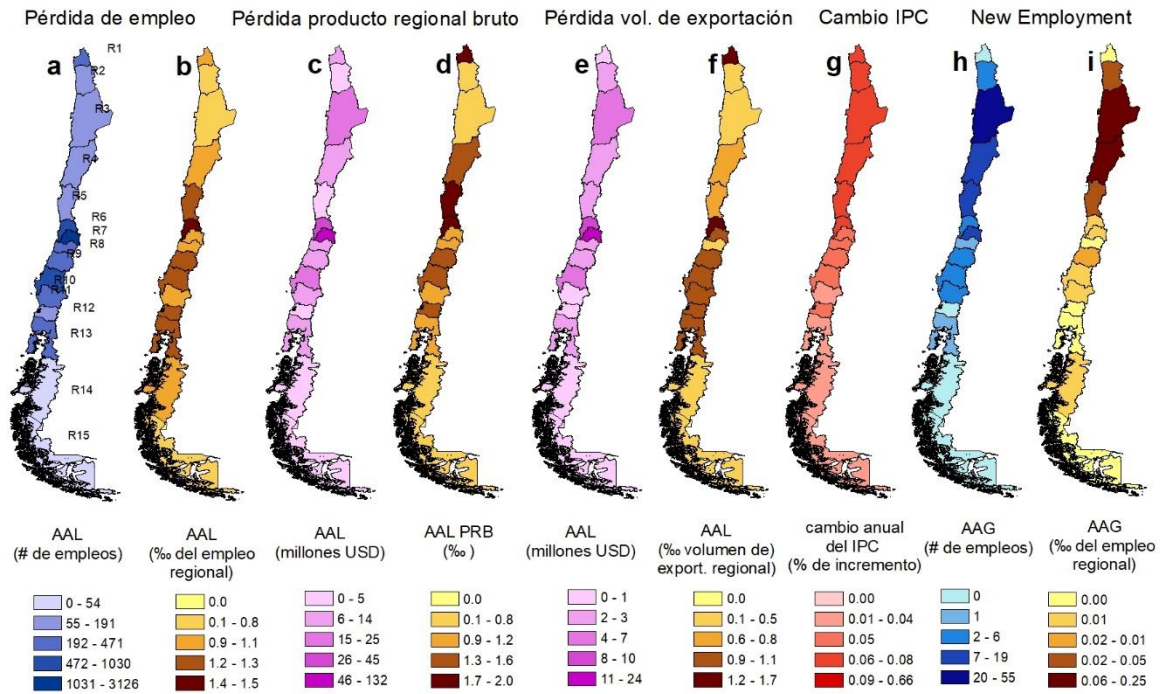 Pérdida de empleo
Pérdida producto regional bruto
Pérdida vol. de exportación
Cambio IPC
New Employment
a
b
c
d
e
f
g
h
i
R1
R2
R3
R4
R5
R6
R7
R8
R9
R10
R11
R12
R13
R14
R15
AAL
(# de empleos)
0 - 54
55 - 191
192 - 471
472 - 1030
1031 - 3126
AAL
(‰ del empleo
regional)
0.0
0.1 - 0.8
0.9 - 1.1
1.2 - 1.3
1.4 - 1.5
AAL
(millones USD)
0 - 5
6 - 14
15 - 25
26 - 45
46 - 132
AAL PRB
(‰ )
0.0
0.1 - 0.8
0.9 - 1.2
1.3 - 1.6
1.7 - 2.0
AAL
(millones USD)
0 - 1
2 - 3
4 - 7
8 - 10
11 - 24
AAL
(‰ volumen de
export. regional)
0.0
0.1 - 0.5
0.6 - 0.8
0.9 - 1.1
1.2 - 1.7
cambio anual
del IPC
(% de incremento)
0.00
0.01 - 0.04
0.05
0.06 - 0.08
0.09 - 0.66
AAG
(# de empleos)
0
1
2 - 6
7 - 19
20 - 55
AAG
(‰ del empleo
regional)
0.00
0.01
0.02 - 0.01
0.02 - 0.05
0.06 - 0.25